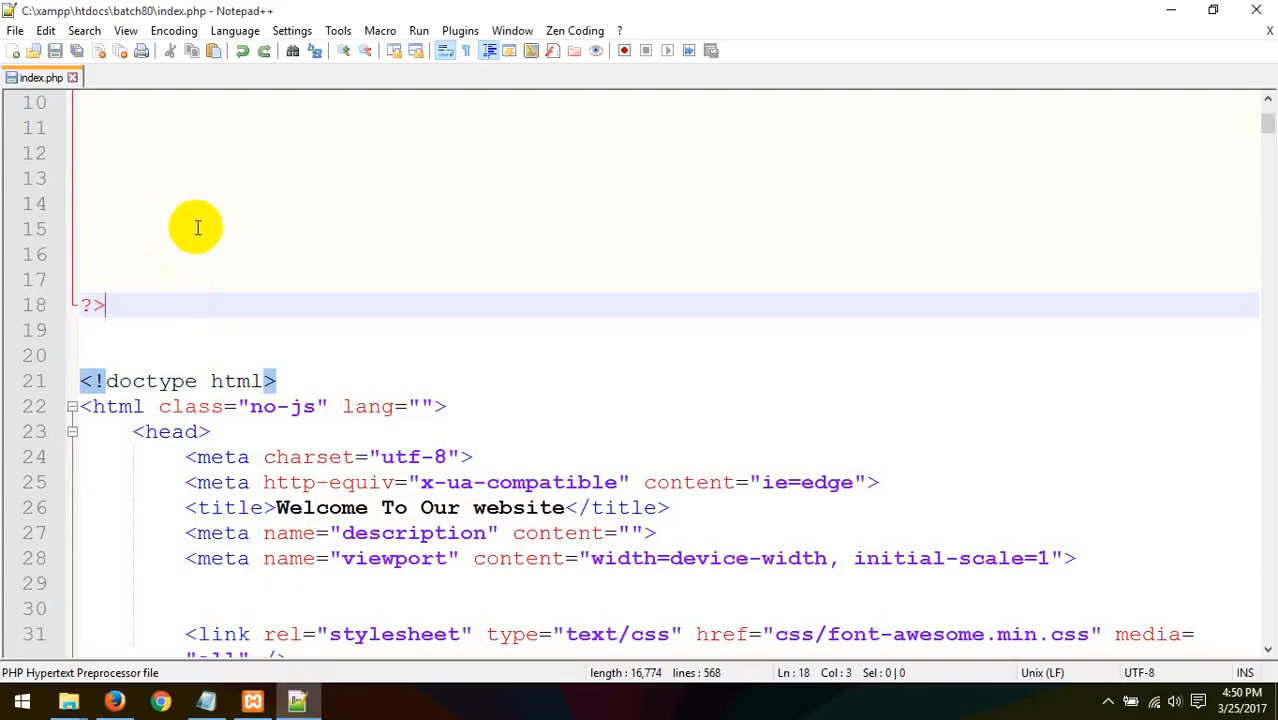 C:\xampp\htdocs\batch80\index.php - Notepad++
File Edit Search View Encoding Language Settings Tools Macro Run Plugins Window Zen Coding ?
X
index.php
10
11
12
13
14
15
16
17
18 ?>
19
20
21 <!doctype html>
22 <html class="no-js" lang="">
23 <head>
24 <meta charset="utf-8">
25 <meta http-equiv="x-ua-compatible" content="ie=edge">
26 <title>Welcome To Our website</title>
27 <meta name="description" content="">
28 <meta name="viewport" content="width=device-width, initial-scale=1">
29
30
31 <link rel="stylesheet" type="text/css" href="css/font-awesome.min.css" media=
"all" />
PHP Hypertext Preprocessor file length : 16,774 lines : 568 Ln : 18 Col : 3 Sel : 0 | 0 Unix (LF) UTF-8 INS
4:50 PM
3/25/2017